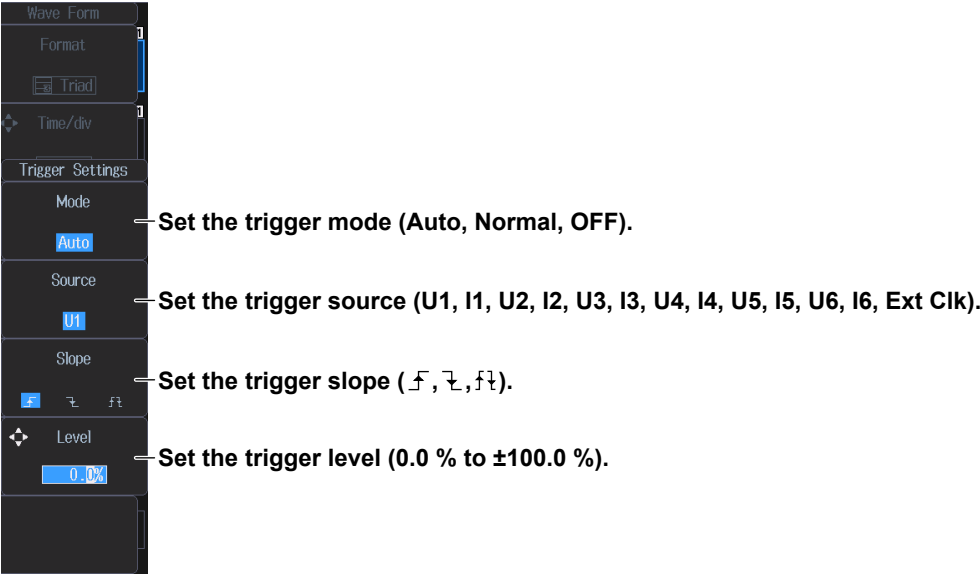 Wave Form
Format
Triad
Time/div
Trigger Settings
Mode
Auto
Set the trigger mode (Auto, Normal, OFF).
Source
U1
Set the trigger source (U1, I1, U2, I2, U3, I3, U4, I4, U5, I5, U6, I6, Ext Clk).
Slope
Set the trigger slope ( , , ).
Level
0.0%
Set the trigger level (0.0 % to ±100.0 %).